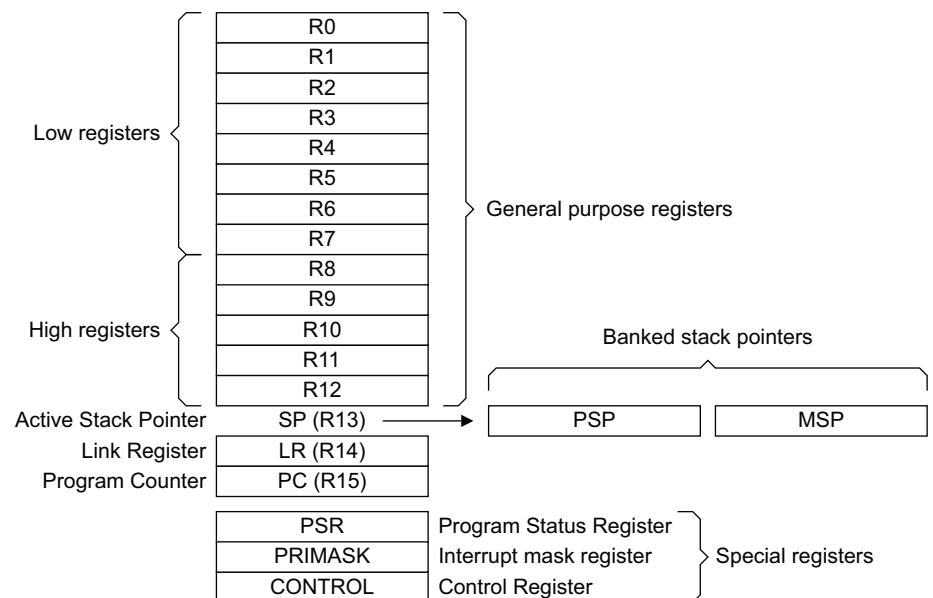 R0
R1
R2
R3
Low registers
R4
R5
R6
General purpose registers
R7
R8
R9
High registers
R10
Banked stack pointers
R11
R12
Active Stack Pointer SP (R13) PSP MSP
Link Register LR (R14)
Program Counter PC (R15)
PSR Program Status Register
PRIMASK Interrupt mask register Special registers
CONTROL Control Register